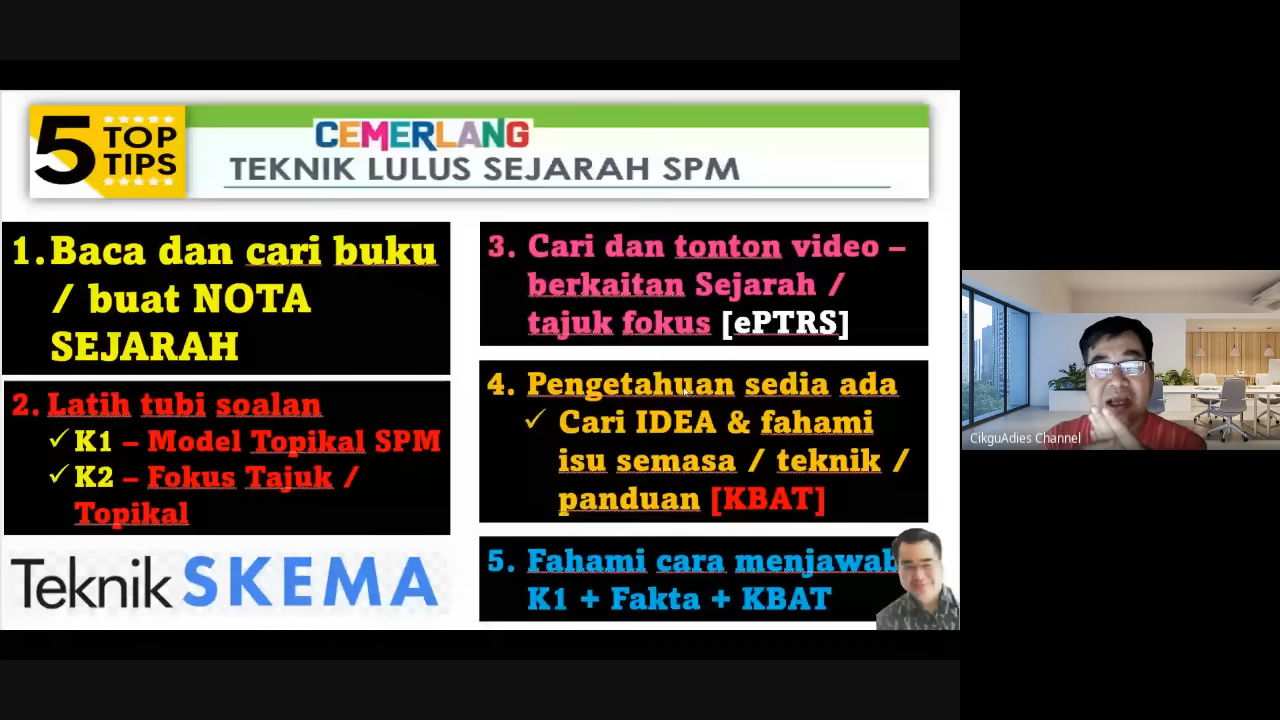 5 TOP
TIPS
CEMERLANG
TEKNIK LULUS SEJARAH SPM
1. Baca dan cari buku
/ buat NOTA
SEJARAH
2. Latih tubi soalan
✓ K1 – Model Topikal SPM
✓ K2 – Fokus Tajuk /
Topikal
Teknik SKEMA
3. Cari dan tonton video –
berkaitan Sejarah /
tajuk fokus [ePTRS]
4. Pengetahuan sedia ada
✓ Cari IDEA & fahami
isu semasa / teknik /
panduan [KBAT]
5. Fahami cara menjawab
K1 + Fakta + KBAT
CikguAdies Channel